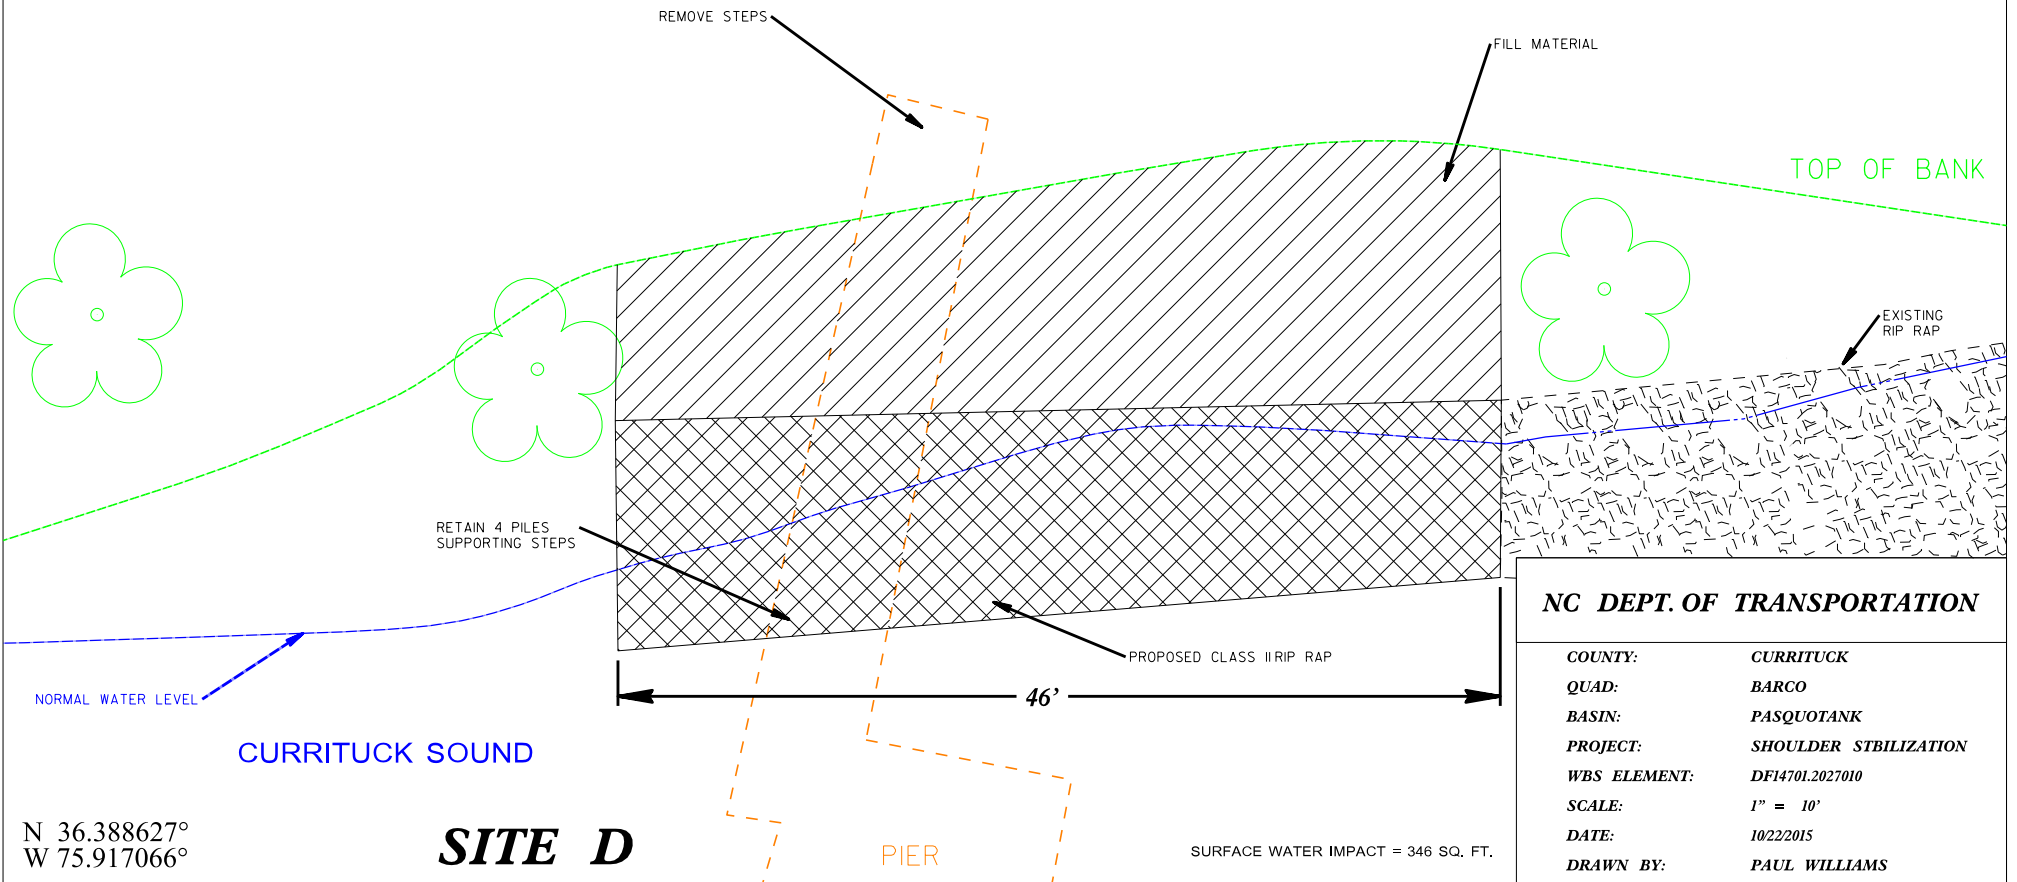 REMOVE STEPS
FILL MATERIAL
TOP OF BANK
EXISTING
RIP RAP
RETAIN 4 PILES
SUPPORTING STEPS
PROPOSED CLASS II RIP RAP
46’
NORMAL WATER LEVEL
CURRITUCK SOUND
N 36.388627°
W 75.917066°
SITE D
PIER
SURFACE WATER IMPACT = 346 SQ. FT.
NC DEPT. OF TRANSPORTATION
COUNTY: CURRITUCK
QUAD: BARCO
BASIN: PASQUOTANK
PROJECT: SHOULDER STBILIZATION
WBS ELEMENT: DF14701.2027010
SCALE: 1” = 10’
DATE: 10/22/2015
DRAWN BY: PAUL WILLIAMS